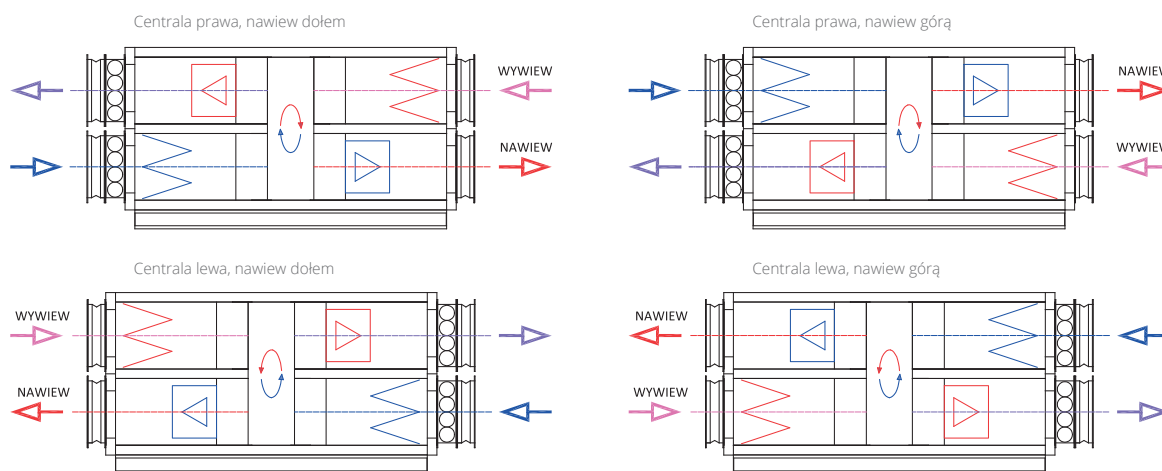 Centrala prawa, nawiew dołem
Centrala prawa, nawiew górą
WYWIEW
NAWIEW
NAWIEW
WYWIEW
Centrala lewa, nawiew dołem
Centrala lewa, nawiew górą
WYWIEW
NAWIEW
NAWIEW
WYWIEW